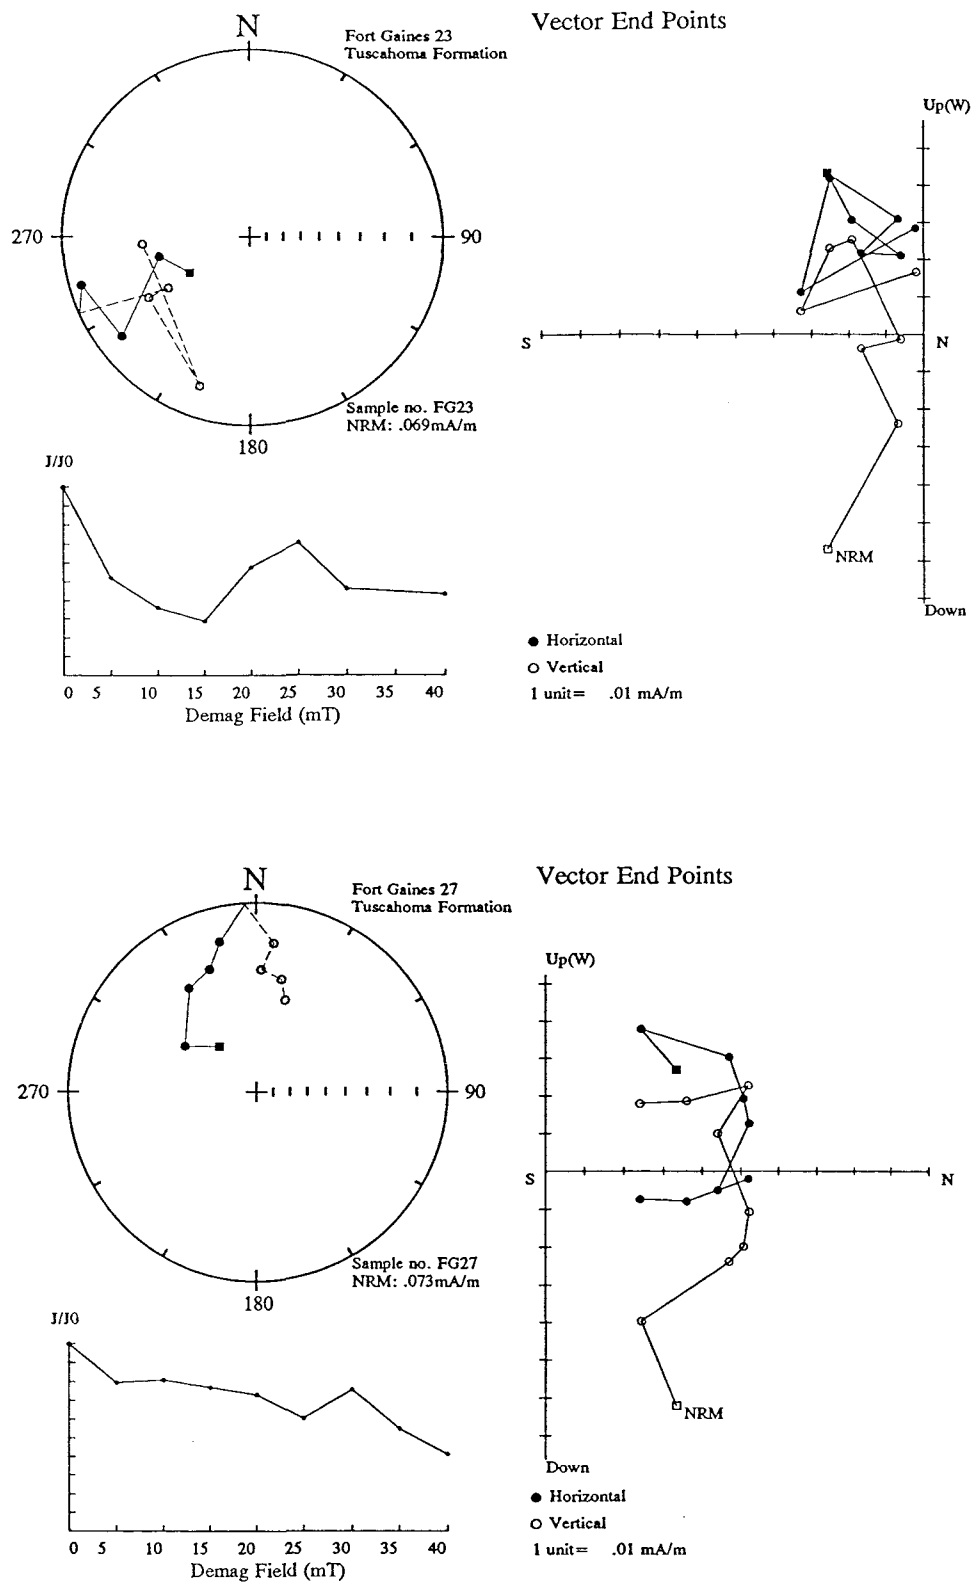 Vector End Points
N
Fort Gaines 23
Tuscahoma Formation
Up(W)
270
90
S
N
Sample no. FG23
NRM: .069mA/m
180
J/J0
NRM
Down
● Horizontal
○ Vertical
1 unit= .01 mA/m
0 5 10 15 20 25 30 35 40
Demag Field (mT)
Vector End Points
N
Fort Gaines 27
Tuscahoma Formation
Up(W)
270
90
S
N
Sample no. FG27
NRM: .073mA/m
180
J/J0
NRM
Down
● Horizontal
○ Vertical
1 unit= .01 mA/m
0 5 10 15 20 25 30 35 40
Demag Field (mT)